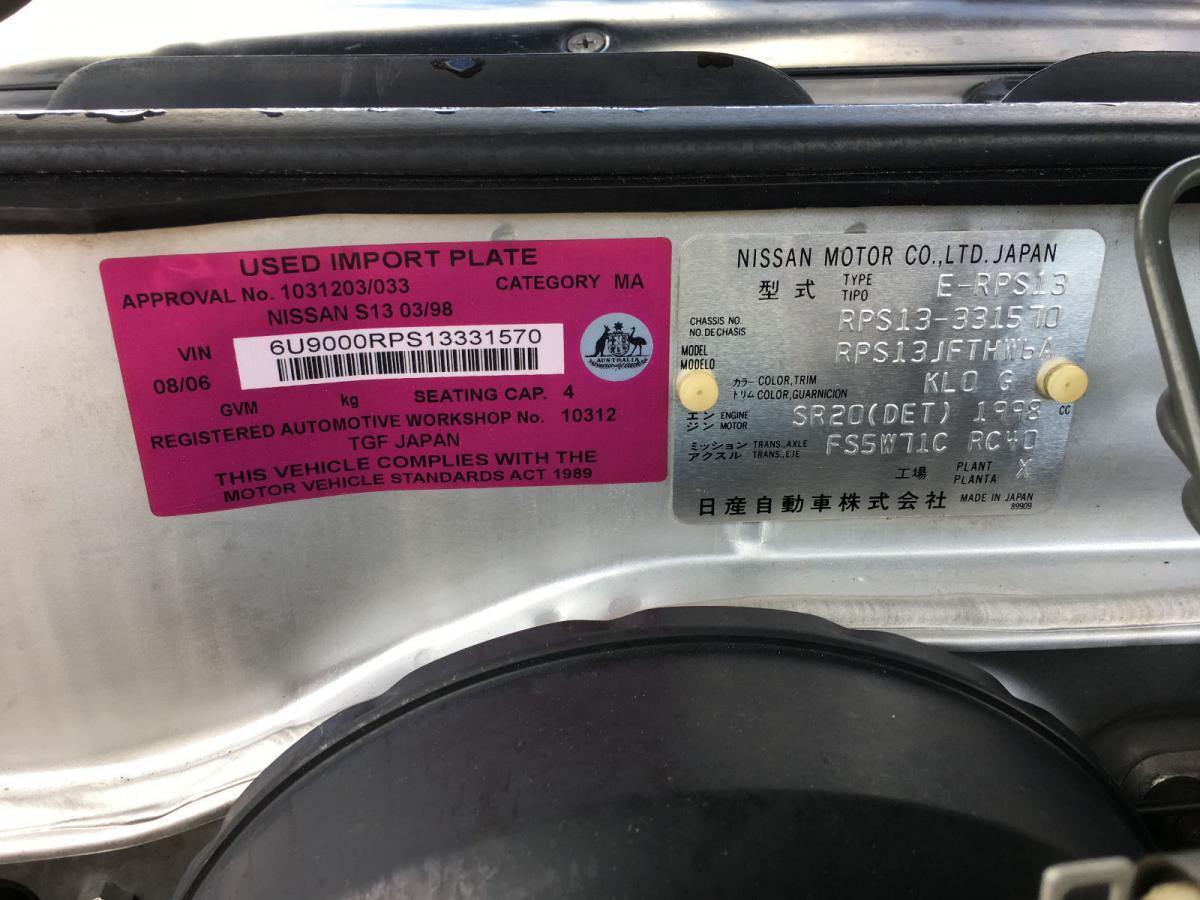 USED IMPORT PLATE
APPROVAL No. 1031203/033 CATEGORY MA
NISSAN S13 03/98
VIN 6U9000RPS13331570
AUSTRALIA
08/06
GVM kg SEATING CAP. 4
REGISTERED AUTOMOTIVE WORKSHOP No. 10312
TGF JAPAN
THIS VEHICLE COMPLIES WITH THE
MOTOR VEHICLE STANDARDS ACT 1989
NISSAN MOTOR CO.,LTD.JAPAN
型式 TYPE TIPO E-RPS13
CHASSIS NO. NO.DE CHASIS RPS13-331570
MODEL MODELO RPS13JFTHW6A
カラー COLOR,TRIM KL0 G
トリム COLOR,GUARNICION
エンジン ENGINE MOTOR SR20(DET) 1998 CC
ミッション TRANS.,AXLE FS5W71C RC40
アクスル TRANS.,EJE
工場 PLANT PLANTA X
日産自動車株式会社 MADE IN JAPAN
89909